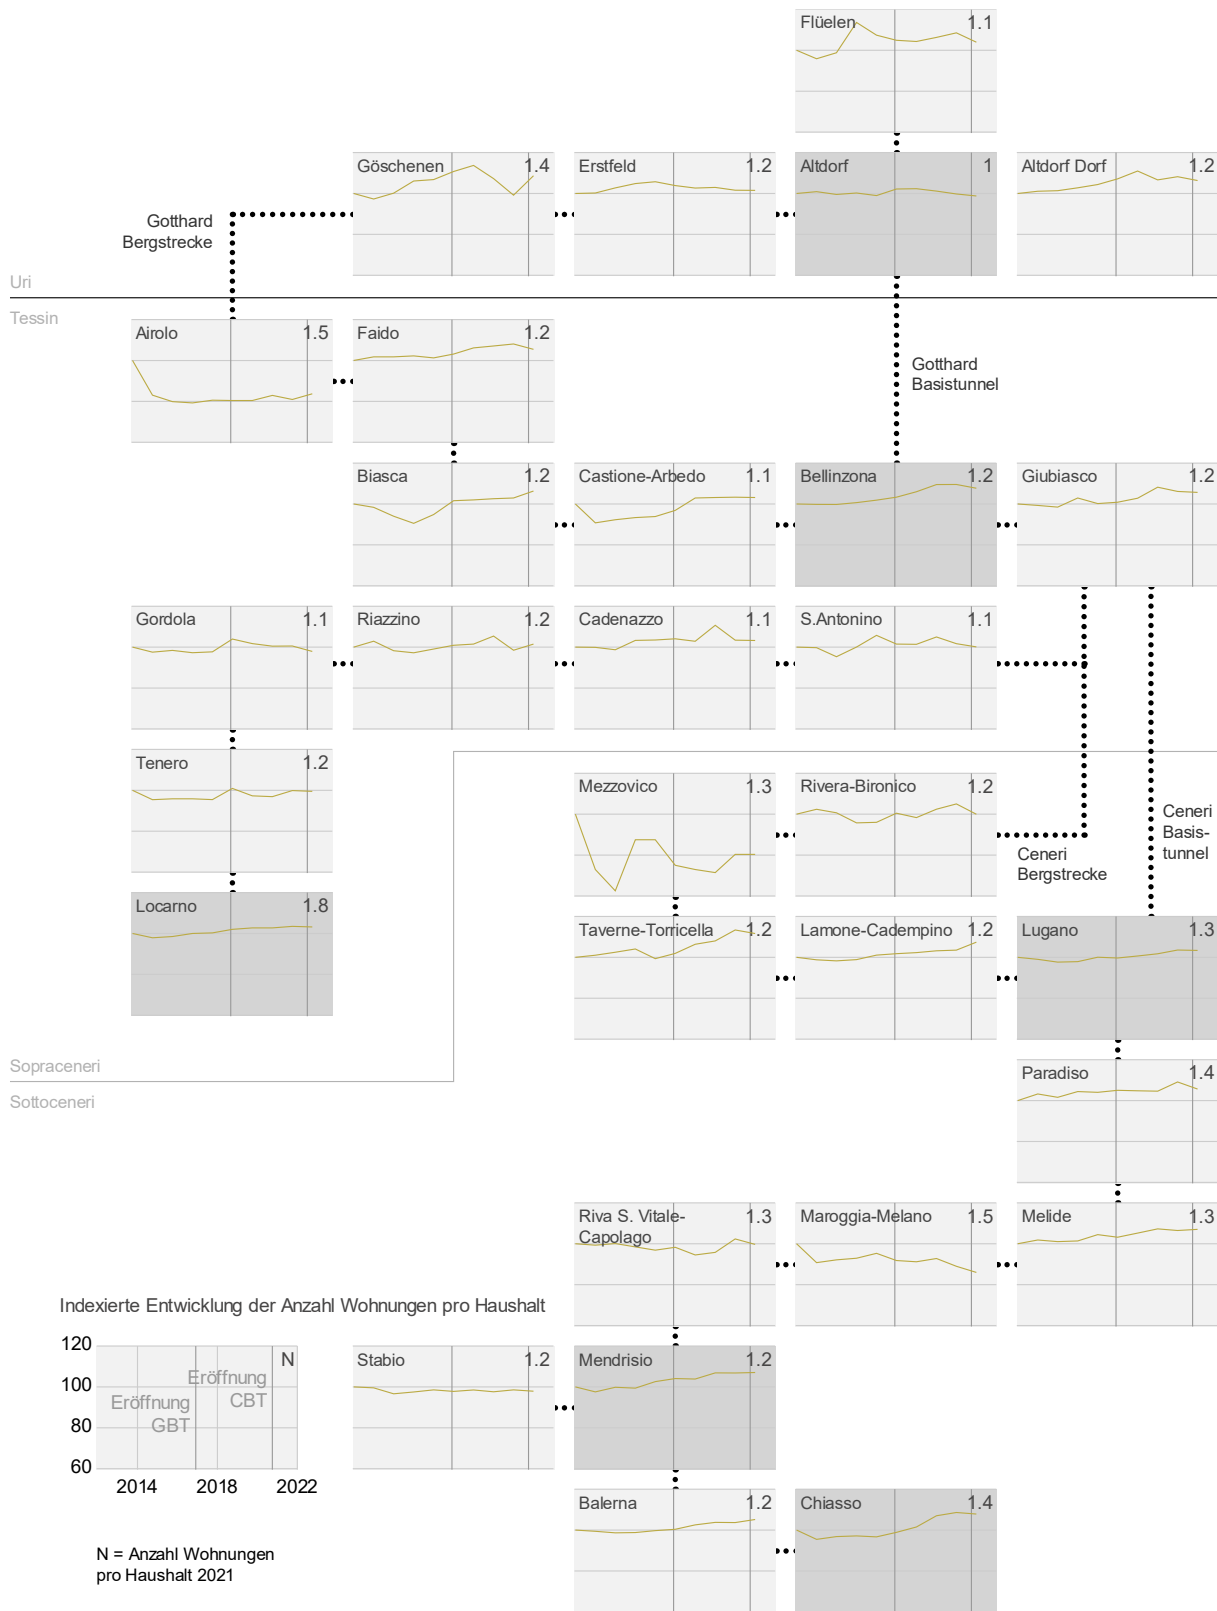 Flüelen 1.1
Göschenen 1.4
Erstfeld 1.2
Altdorf 1
Altdorf Dorf 1.2
Gotthard
Bergstrecke
Uri
Tessin
Airolo 1.5
Faido 1.2
Gotthard
Basistunnel
Biasca 1.2
Castione-Arbedo 1.1
Bellinzona 1.2
Giubiasco 1.2
Gordola 1.1
Riazzino 1.2
Cadenazzo 1.1
S.Antonino 1.1
Tenero 1.2
Mezzovico 1.3
Rivera-Bironico 1.2
Ceneri
Basis-
tunnel
Ceneri
Bergstrecke
Locarno 1.8
Taverne-Torricella 1.2
Lamone-Cadempino 1.2
Lugano 1.3
Sopraceneri
Sottoceneri
Paradiso 1.4
Riva S. Vitale- 1.3
Capolago
Maroggia-Melano 1.5
Melide 1.3
Indexierte Entwicklung der Anzahl Wohnungen pro Haushalt
120
100
80
60
N
Eröffnung
CBT
Eröffnung
GBT
2014 2018 2022
Stabio 1.2
Mendrisio 1.2
Balerna 1.2
Chiasso 1.4
N = Anzahl Wohnungen
pro Haushalt 2021